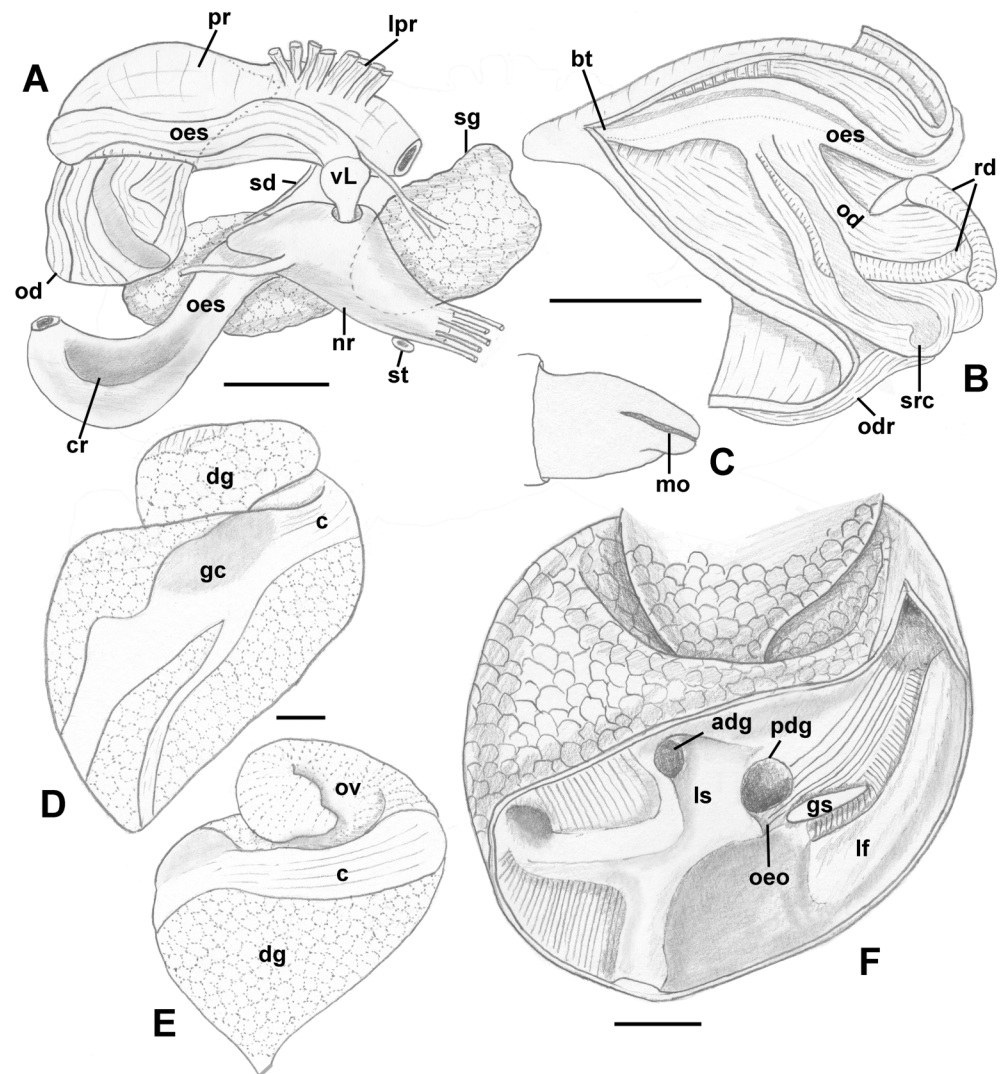 pr
lpr
A
oes
sg
sd
vL
od
oes
nr
st
cr
bt
oes
rd
od
B
src
odr
C
mo
dg
c
gc
D
ov
c
dg
E
adg
pdg
ls
gs
lf
oeo
F